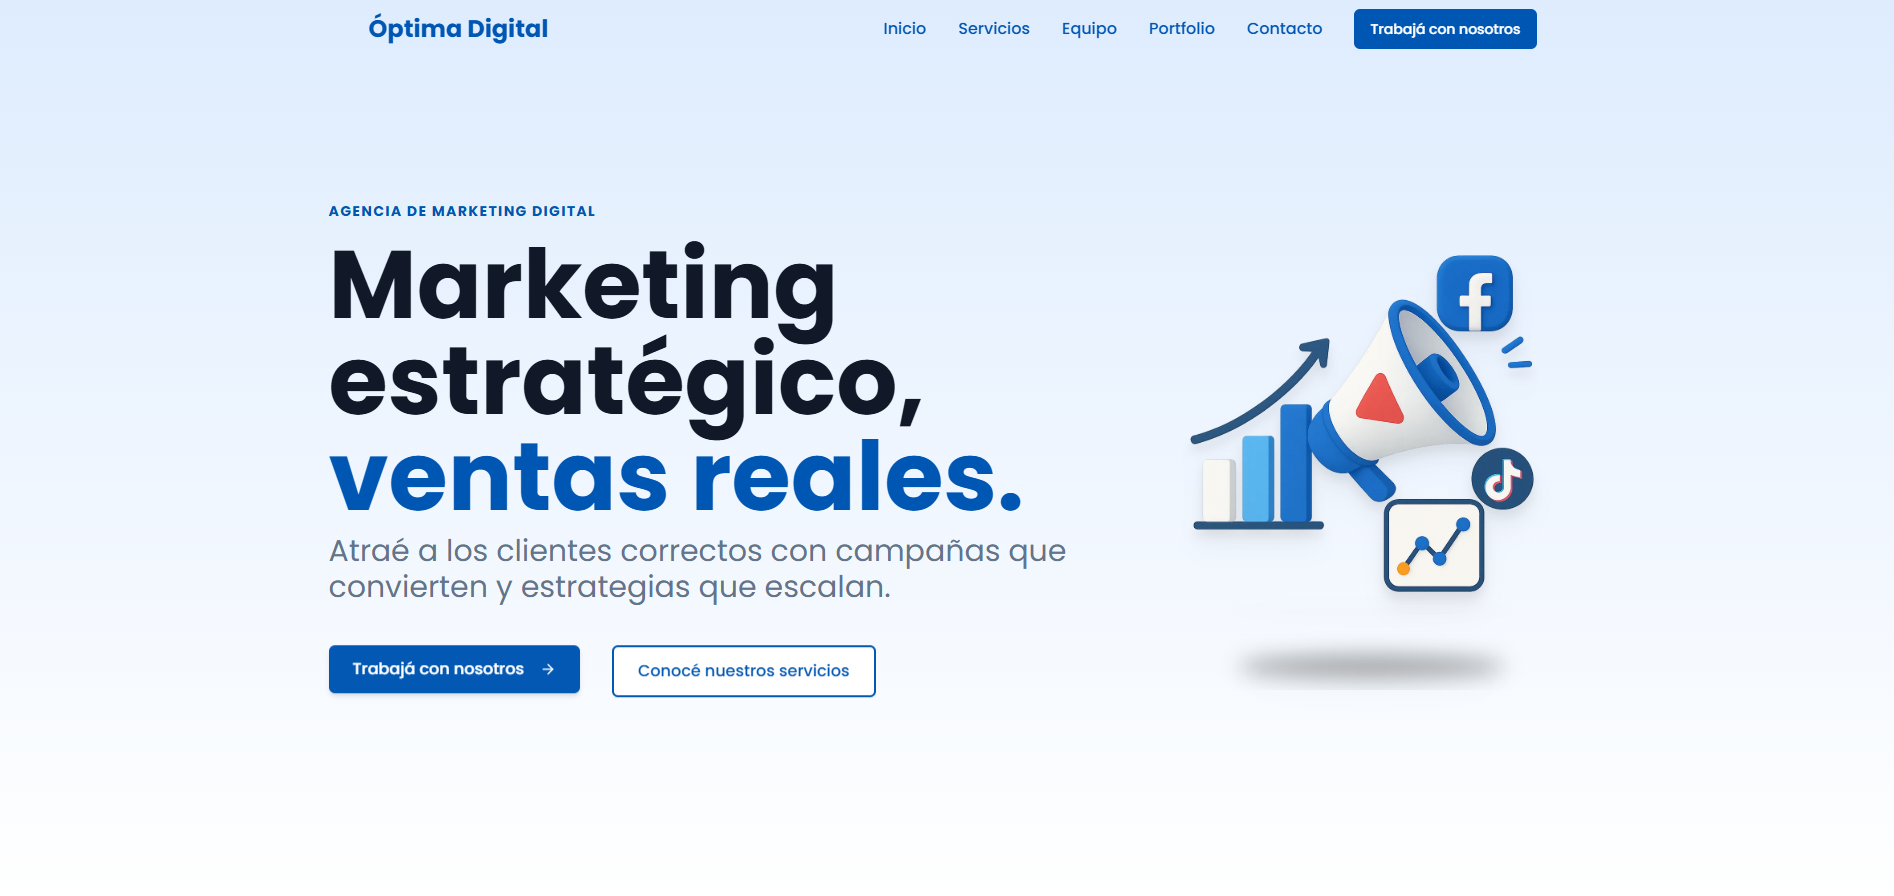 Óptima Digital
Inicio
Servicios
Equipo
Portfolio
Contacto
Trabajá con nosotros
AGENCIA DE MARKETING DIGITAL
Marketing
estratégico,
ventas reales.
Atraé a los clientes correctos con campañas que
convierten y estrategias que escalan.
Trabajá con nosotros
Conocé nuestros servicios